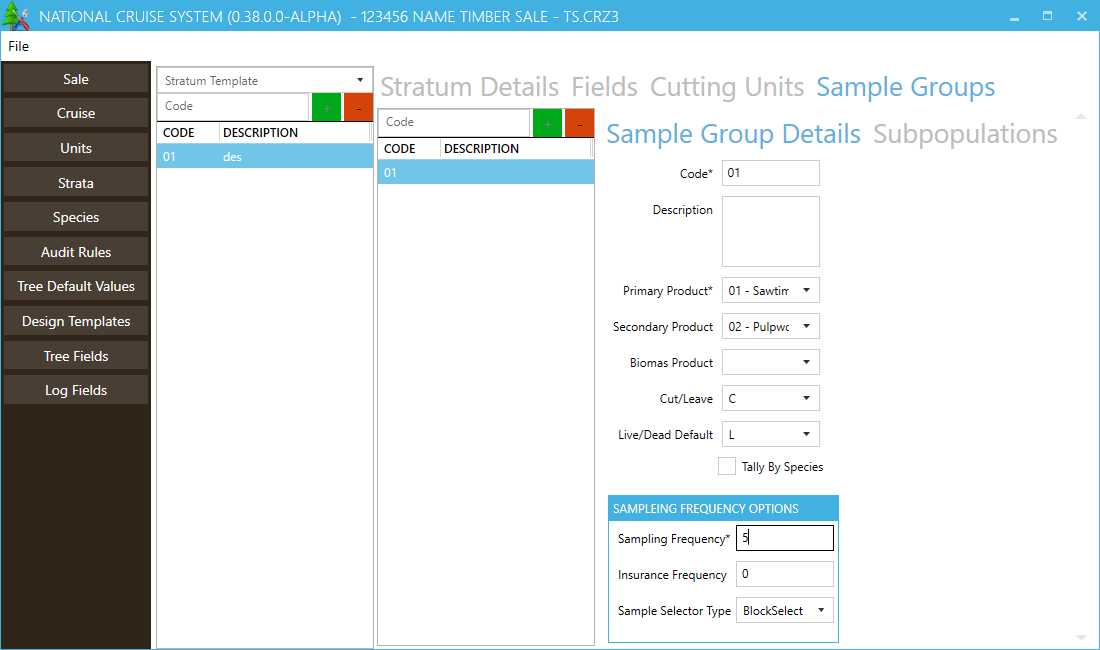 NATIONAL CRUISE SYSTEM (0.38.0.0-ALPHA) - 123456 NAME TIMBER SALE - TS.CRZ3
File
Sale
Cruise
Units
Strata
Species
Audit Rules
Tree Default Values
Design Templates
Tree Fields
Log Fields
Stratum Template
Code
+ -
CODE DESCRIPTION
01 des
Stratum Details Fields Cutting Units Sample Groups
Code
+ -
CODE DESCRIPTION
01
Sample Group Details Subpopulations
Code* 01
Description
Primary Product* 01 - Sawtim
Secondary Product 02 - Pulpwo
Biomas Product
Cut/Leave C
Live/Dead Default L
Tally By Species
SAMPLEING FREQUENCY OPTIONS
Sampling Frequency* 5
Insurance Frequency 0
Sample Selector Type BlockSelect